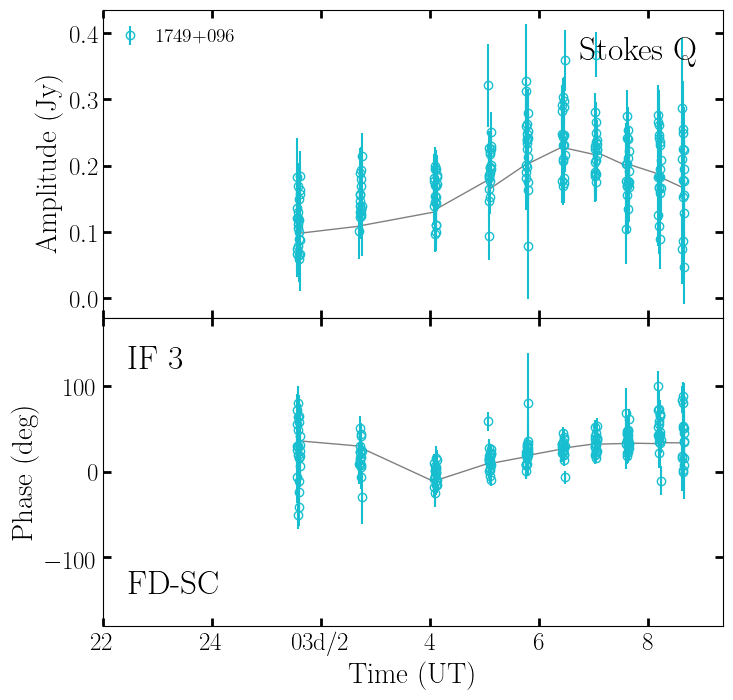 1749+096
Stokes Q
0.4
0.3
0.2
0.1
0.0
Amplitude (Jy)
IF 3
100
0
−100
Phase (deg)
FD-SC
22 24 03d/2 4 6 8
Time (UT)